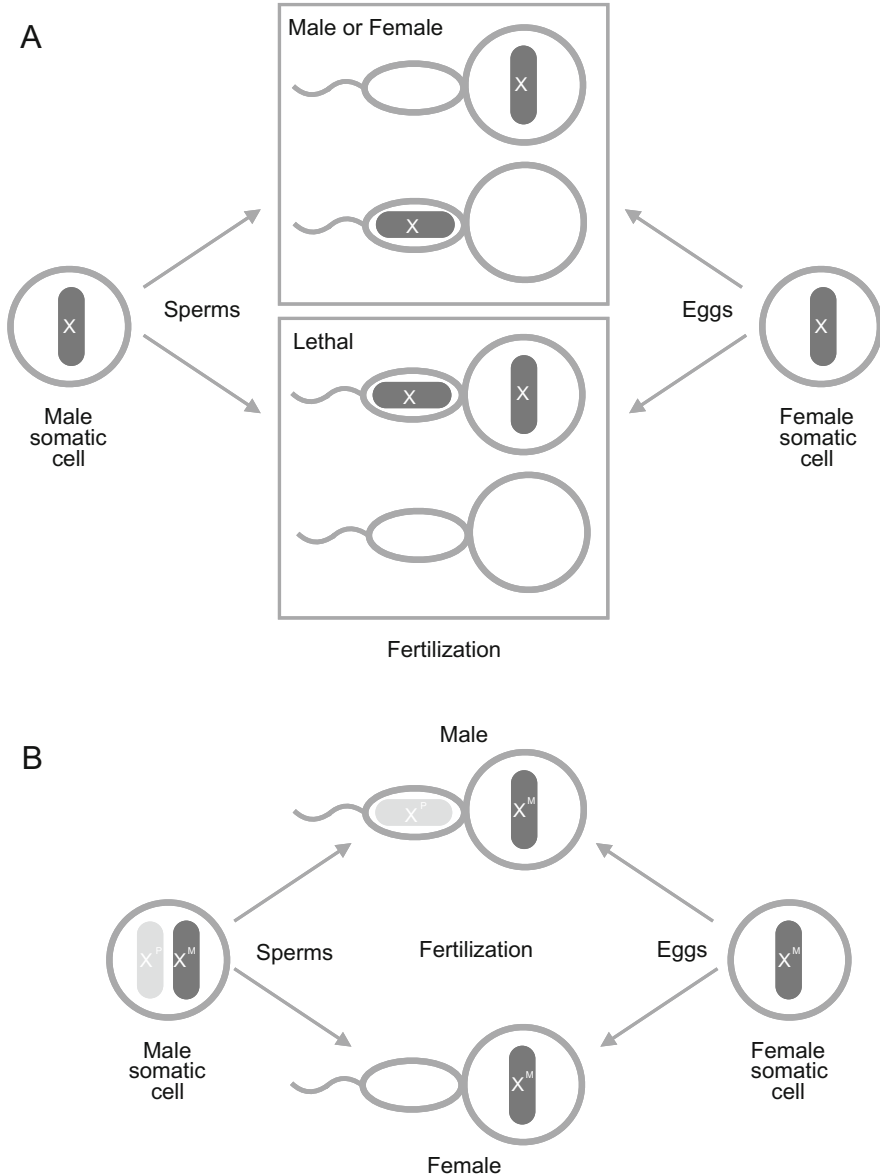 A
Male or Female
X
X
Sperms
Eggs
X
X
Lethal
X
X
Male
somatic
cell
Female
somatic
cell
Fertilization
B
Male
X^P
X^M
Sperms
Fertilization
Eggs
X^P
X^M
X^M
Male
somatic
cell
Female
somatic
cell
X^M
Female